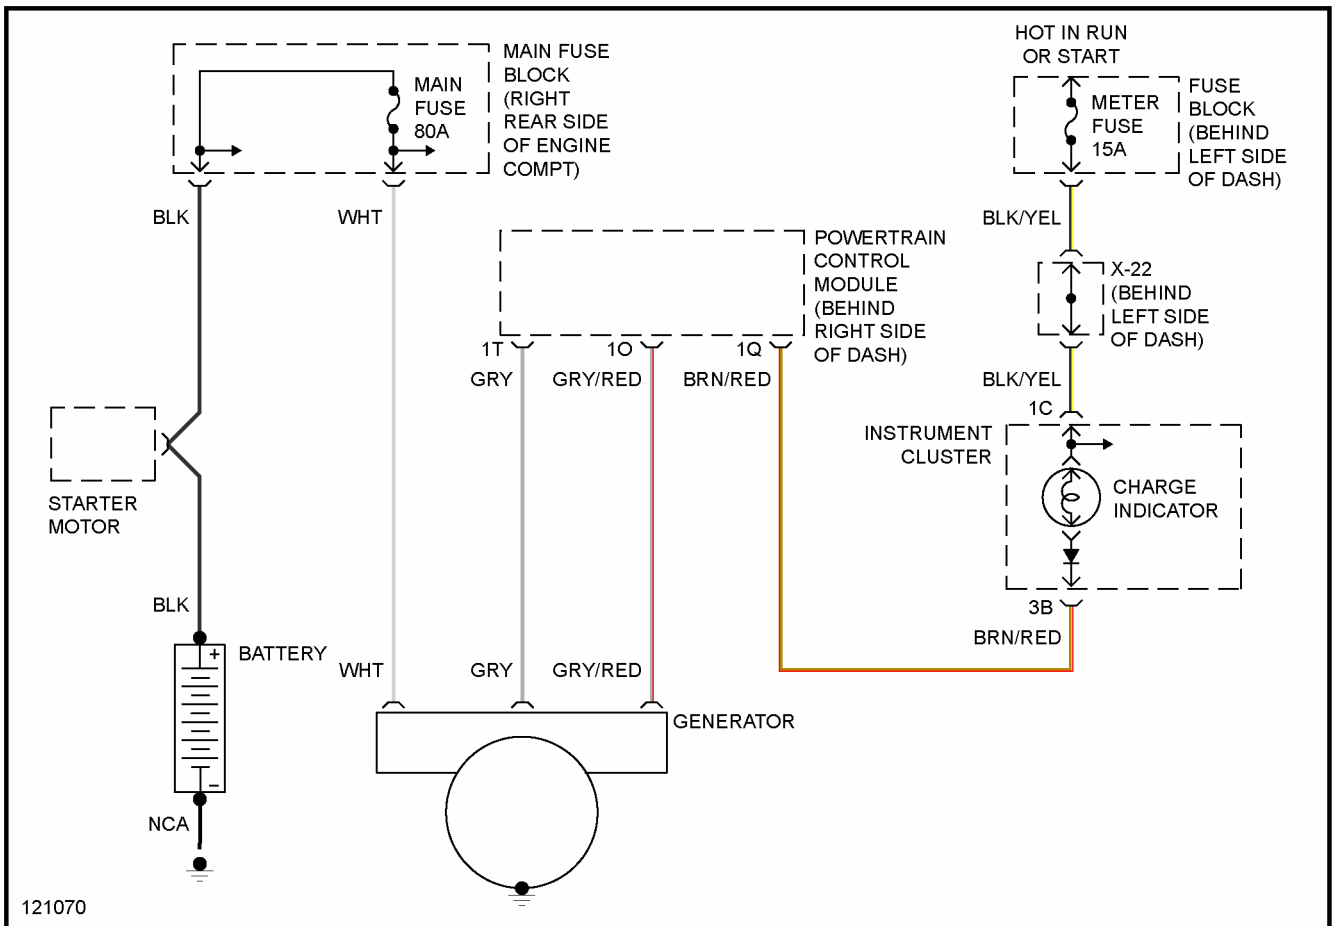 HOT IN RUN
OR START
MAIN FUSE
BLOCK
(RIGHT
REAR SIDE
OF ENGINE
COMPT)
MAIN
FUSE
80A
METER
FUSE
15A
FUSE
BLOCK
(BEHIND
LEFT SIDE
OF DASH)
BLK
WHT
BLK/YEL
POWERTRAIN
CONTROL
MODULE
(BEHIND
RIGHT SIDE
OF DASH)
X-22
(BEHIND
LEFT SIDE
OF DASH)
1T
1O
1Q
GRY
GRY/RED
BRN/RED
BLK/YEL
1C
INSTRUMENT
CLUSTER
CHARGE
INDICATOR
STARTER
MOTOR
BLK
3B
BRN/RED
+
BATTERY
WHT
GRY
GRY/RED
GENERATOR
–
NCA
121070